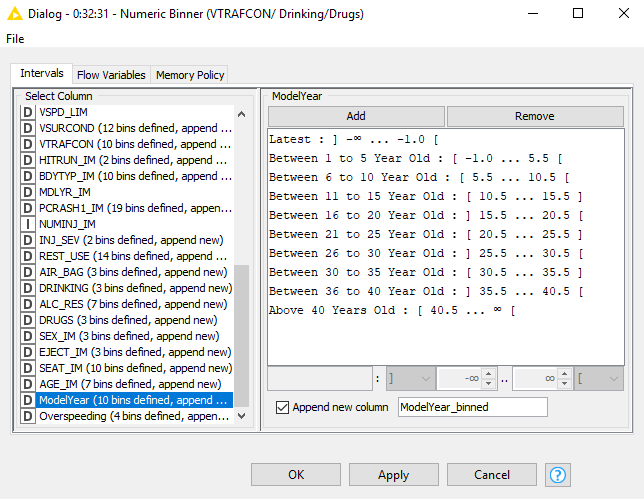 Dialog - 0:32:31 - Numeric Binner (VTRAFCON/ Drinking/Drugs)
File
Intervals Flow Variables Memory Policy
Select Column
D VSPD_LIM
D VSURCOND (12 bins defined, append ...
D VTRAFCON (10 bins defined, append ...
D HITRUN_IM (2 bins defined, append ...
D BDYTYP_IM (10 bins defined, append ...
D MDLYR_IM
D PCRASH1_IM (19 bins defined, appen...
I NUMINJ_IM
D INJ_SEV (2 bins defined, append new)
D REST_USE (14 bins defined, append ...
D AIR_BAG (3 bins defined, append new)
D DRINKING (3 bins defined, append new)
D ALC_RES (7 bins defined, append new)
D DRUGS (3 bins defined, append new)
D SEX_IM (3 bins defined, append new)
D EJECT_IM (3 bins defined, append new)
D SEAT_IM (10 bins defined, append new)
D AGE_IM (7 bins defined, append new)
D ModelYear (10 bins defined, append ...
D Overspeeding (4 bins defined, appen...
ModelYear
Add Remove
Latest : ] -∞ ... -1.0 [
Between 1 to 5 Year Old : [ -1.0 ... 5.5 [
Between 6 to 10 Year Old : [ 5.5 ... 10.5 [
Between 11 to 15 Year Old : [ 10.5 ... 15.5 ]
Between 16 to 20 Year Old : ] 15.5 ... 20.5 [
Between 21 to 25 Year Old : [ 20.5 ... 25.5 ]
Between 26 to 30 Year Old : ] 25.5 ... 30.5 [
Between 30 to 35 Year Old : [ 30.5 ... 35.5 ]
Between 36 to 40 Year Old : ] 35.5 ... 40.5 [
Above 40 Years Old : [ 40.5 ... ∞ [
: ] -∞ .. ∞ [
Append new column ModelYear_binned
OK Apply Cancel ?